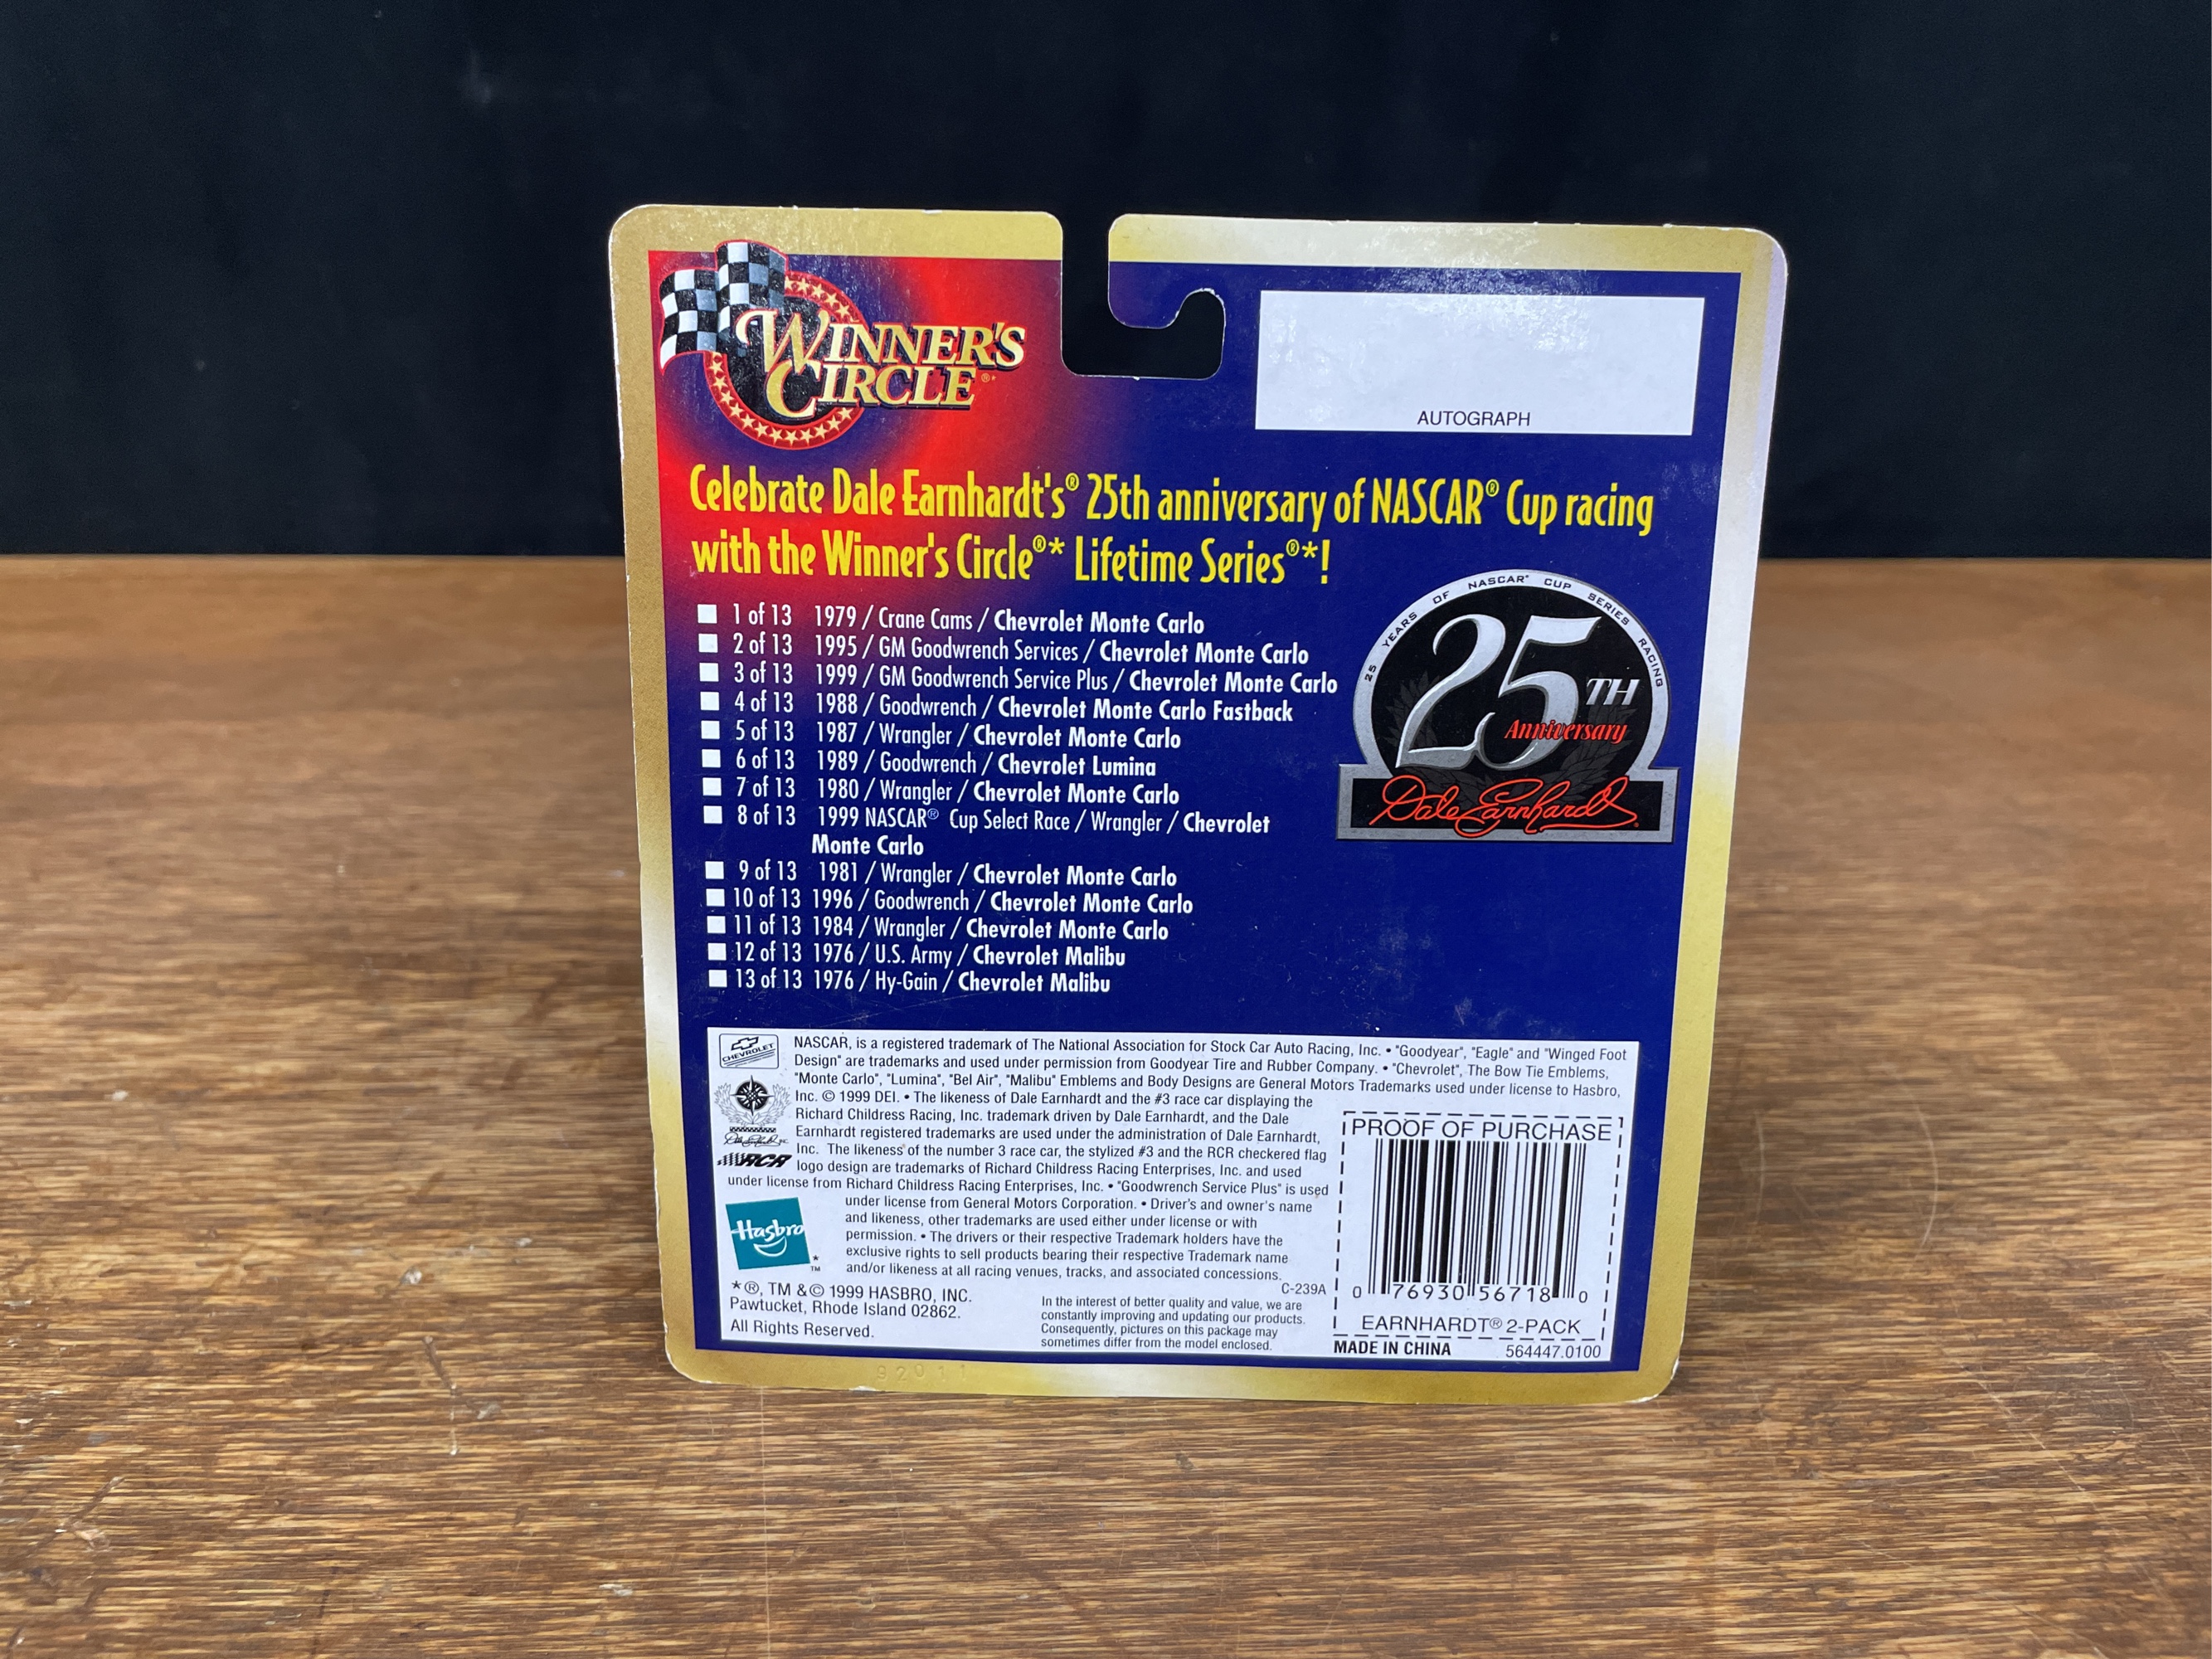 WINNER'S
CIRCLE®*
AUTOGRAPH
Celebrate Dale Earnhardt's® 25th anniversary of NASCAR® Cup racing
with the Winner's Circle®* Lifetime Series®*!
1 of 13 1979 / Crane Cams / Chevrolet Monte Carlo
2 of 13 1995 / GM Goodwrench Services / Chevrolet Monte Carlo
3 of 13 1999 / GM Goodwrench Service Plus / Chevrolet Monte Carlo
4 of 13 1988 / Goodwrench / Chevrolet Monte Carlo Fastback
5 of 13 1987 / Wrangler / Chevrolet Monte Carlo
6 of 13 1989 / Goodwrench / Chevrolet Lumina
7 of 13 1980 / Wrangler / Chevrolet Monte Carlo
8 of 13 1999 NASCAR® Cup Select Race / Wrangler / Chevrolet
Monte Carlo
9 of 13 1981 / Wrangler / Chevrolet Monte Carlo
10 of 13 1996 / Goodwrench / Chevrolet Monte Carlo
11 of 13 1984 / Wrangler / Chevrolet Monte Carlo
12 of 13 1976 / U.S. Army / Chevrolet Malibu
13 of 13 1976 / Hy-Gain / Chevrolet Malibu
25 YEARS OF NASCAR® CUP SERIES RACING
25TH
Anniversary
Dale Earnhardt
CHEVROLET
RCR
NASCAR, is a registered trademark of The National Association for Stock Car Auto Racing, Inc. • "Goodyear", "Eagle" and "Winged Foot
Design" are trademarks and used under permission from Goodyear Tire and Rubber Company. • "Chevrolet", The Bow Tie Emblems,
"Monte Carlo", "Lumina", "Bel Air", "Malibu" Emblems and Body Designs are General Motors Trademarks used under license to Hasbro,
Inc. © 1999 DEI. • The likeness of Dale Earnhardt and the #3 race car displaying the
Richard Childress Racing, Inc. trademark driven by Dale Earnhardt, and the Dale
Earnhardt registered trademarks are used under the administration of Dale Earnhardt,
Inc. The likeness of the number 3 race car, the stylized #3 and the RCR checkered flag
logo design are trademarks of Richard Childress Racing Enterprises, Inc. and used
under license from Richard Childress Racing Enterprises, Inc. • "Goodwrench Service Plus" is used
under license from General Motors Corporation. • Driver's and owner's name
and likeness, other trademarks are used either under license or with
permission. • The drivers or their respective Trademark holders have the
exclusive rights to sell products bearing their respective Trademark name
and/or likeness at all racing venues, tracks, and associated concessions.
C-239A
Hasbro
*TM
*®, TM & © 1999 HASBRO, INC.
Pawtucket, Rhode Island 02862.
All Rights Reserved.
In the interest of better quality and value, we are
constantly improving and updating our products.
Consequently, pictures on this package may
sometimes differ from the model enclosed.
PROOF OF PURCHASE
0 76930 56718 0
EARNHARDT® 2-PACK
MADE IN CHINA 564447.0100